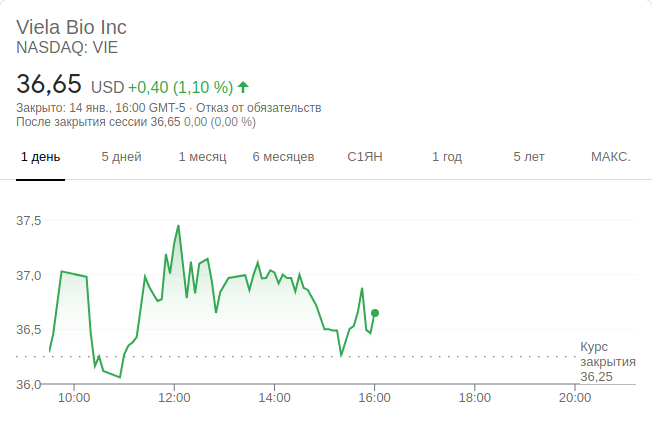 Viela Bio Inc
NASDAQ: VIE
36,65 USD +0,40 (1,10 %)
Закрыто: 14 янв., 16:00 GMT-5 · Отказ от обязательств
После закрытия сессии 36,65 0,00 (0,00 %)
1 день 5 дней 1 месяц 6 месяцев С1ЯН 1 год 5 лет МАКС.
37,5
37,0
36,5
Курс
закрытия
36,25
36,0
10:00 12:00 14:00 16:00 18:00 20:00